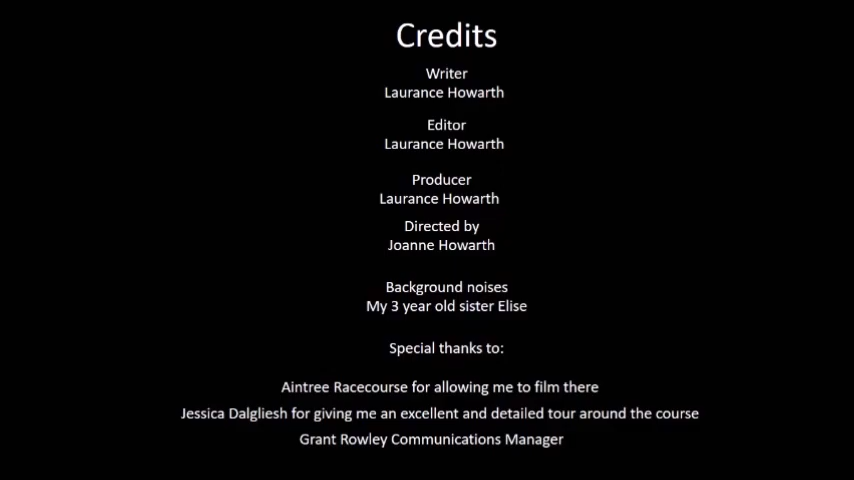 Credits
Writer
Laurance Howarth
Editor
Laurance Howarth
Producer
Laurance Howarth
Directed by
Joanne Howarth
Background noises
My 3 year old sister Elise
Special thanks to:
Aintree Racecourse for allowing me to film there
Jessica Dalgliesh for giving me an excellent and detailed tour around the course
Grant Rowley Communications Manager